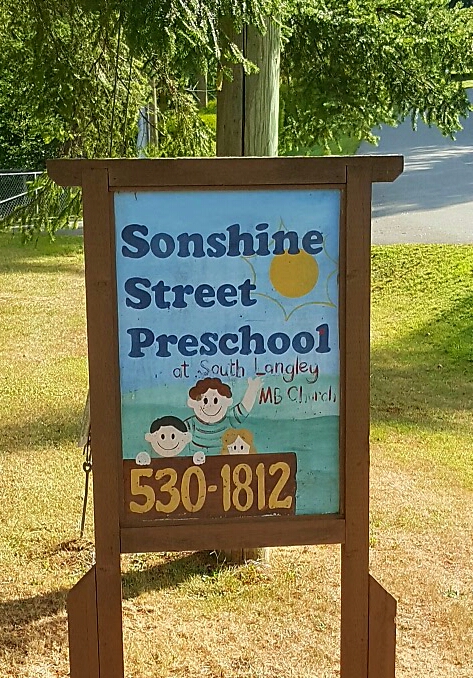 Sonshine
Street
Preschool
at South Langley
MB Church
530-1812